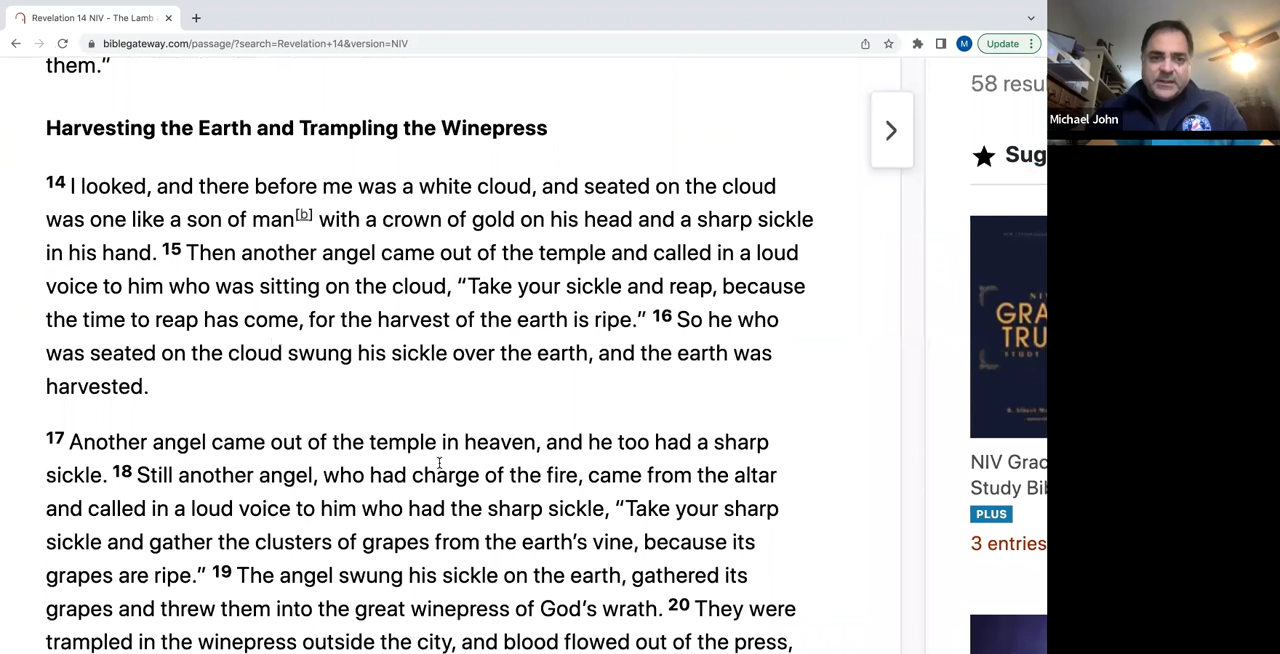 Revelation 14 NIV - The Lamb
biblegateway.com/passage/?search=Revelation+14&version=NIV
M
Update
them.”
Harvesting the Earth and Trampling the Winepress
14 I looked, and there before me was a white cloud, and seated on the cloud
was one like a son of man[b] with a crown of gold on his head and a sharp sickle
in his hand. 15 Then another angel came out of the temple and called in a loud
voice to him who was sitting on the cloud, “Take your sickle and reap, because
the time to reap has come, for the harvest of the earth is ripe.” 16 So he who
was seated on the cloud swung his sickle over the earth, and the earth was
harvested.
17 Another angel came out of the temple in heaven, and he too had a sharp
sickle. 18 Still another angel, who had charge of the fire, came from the altar
and called in a loud voice to him who had the sharp sickle, “Take your sharp
sickle and gather the clusters of grapes from the earth’s vine, because its
grapes are ripe.” 19 The angel swung his sickle on the earth, gathered its
grapes and threw them into the great winepress of God’s wrath. 20 They were
trampled in the winepress outside the city, and blood flowed out of the press,
58 resu
Sug
NIV
GRA
TRU
NIV Grac
Study Bi
PLUS
3 entries
Michael John